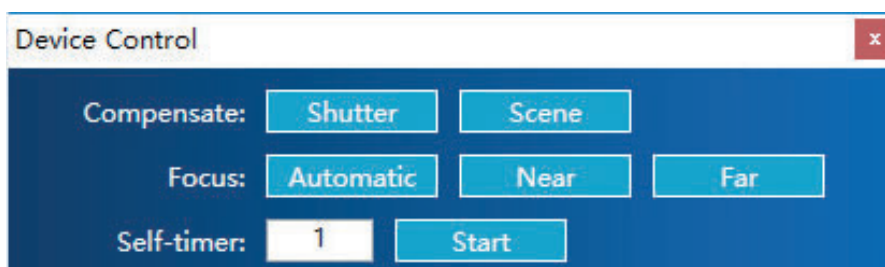 Device Control x
Compensate: Shutter Scene
Focus: Automatic Near Far
Self-timer: 1 Start